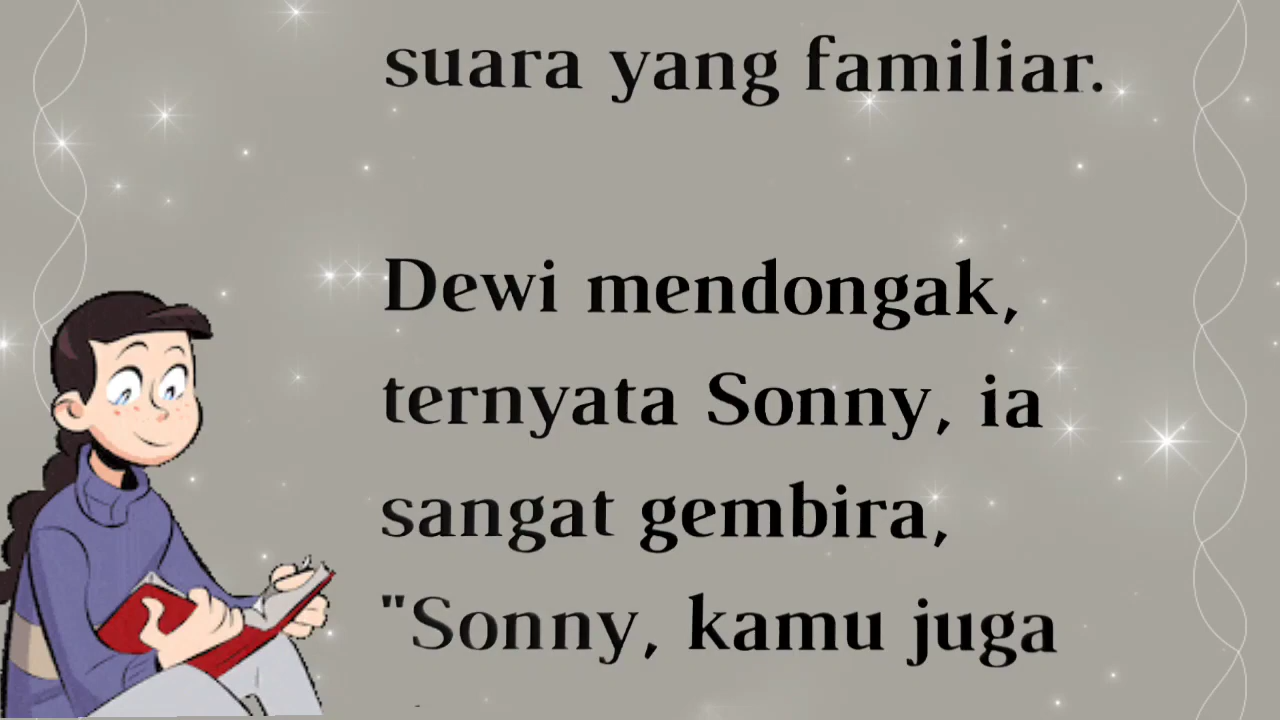 suara yang familiar.
Dewi mendongak,
ternyata Sonny, ia
sangat gembira,
"Sonny, kamu juga